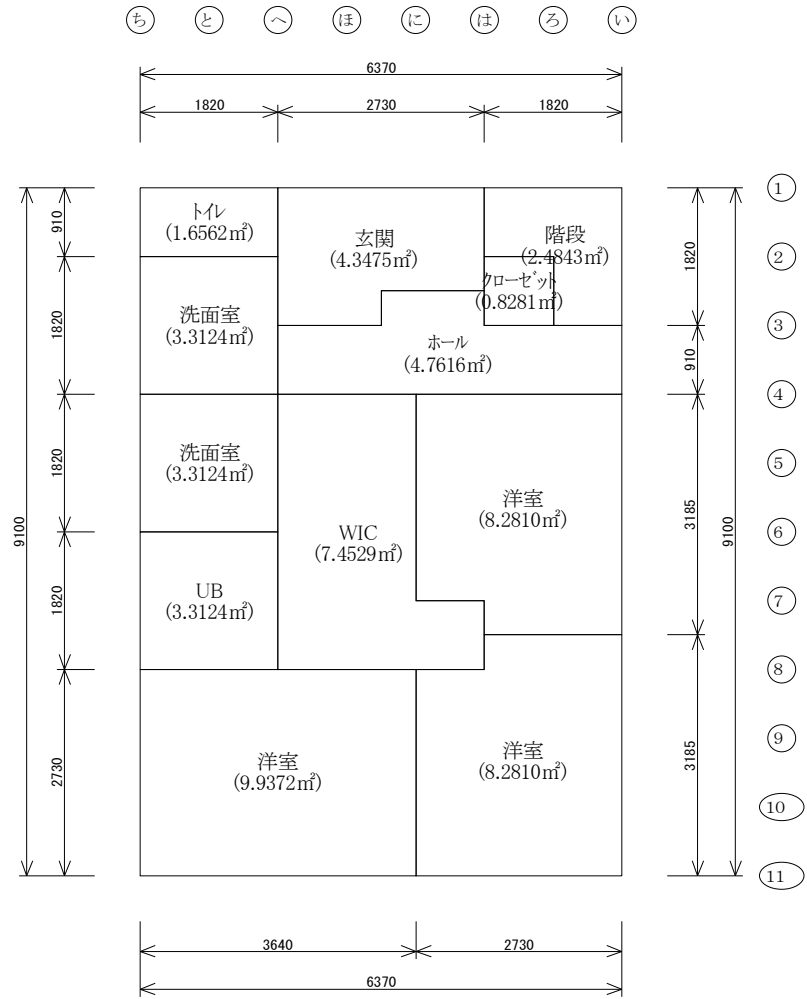 ち と へ ほ に は ろ い
6370
1820 2730 1820
①
②
③
④
⑤
⑥
⑦
⑧
⑨
⑩
⑪
9100
910
1820
1820
1820
2730
トイレ
(1.6562㎡)
玄関
(4.3475㎡)
階段
(2.4843㎡)
クローゼット
(0.8281㎡)
洗面室
(3.3124㎡)
ホール
(4.7616㎡)
洗面室
(3.3124㎡)
洋室
(8.2810㎡)
WIC
(7.4529㎡)
UB
(3.3124㎡)
洋室
(9.9372㎡)
洋室
(8.2810㎡)
1820
910
3185
3185
9100
3640 2730
6370